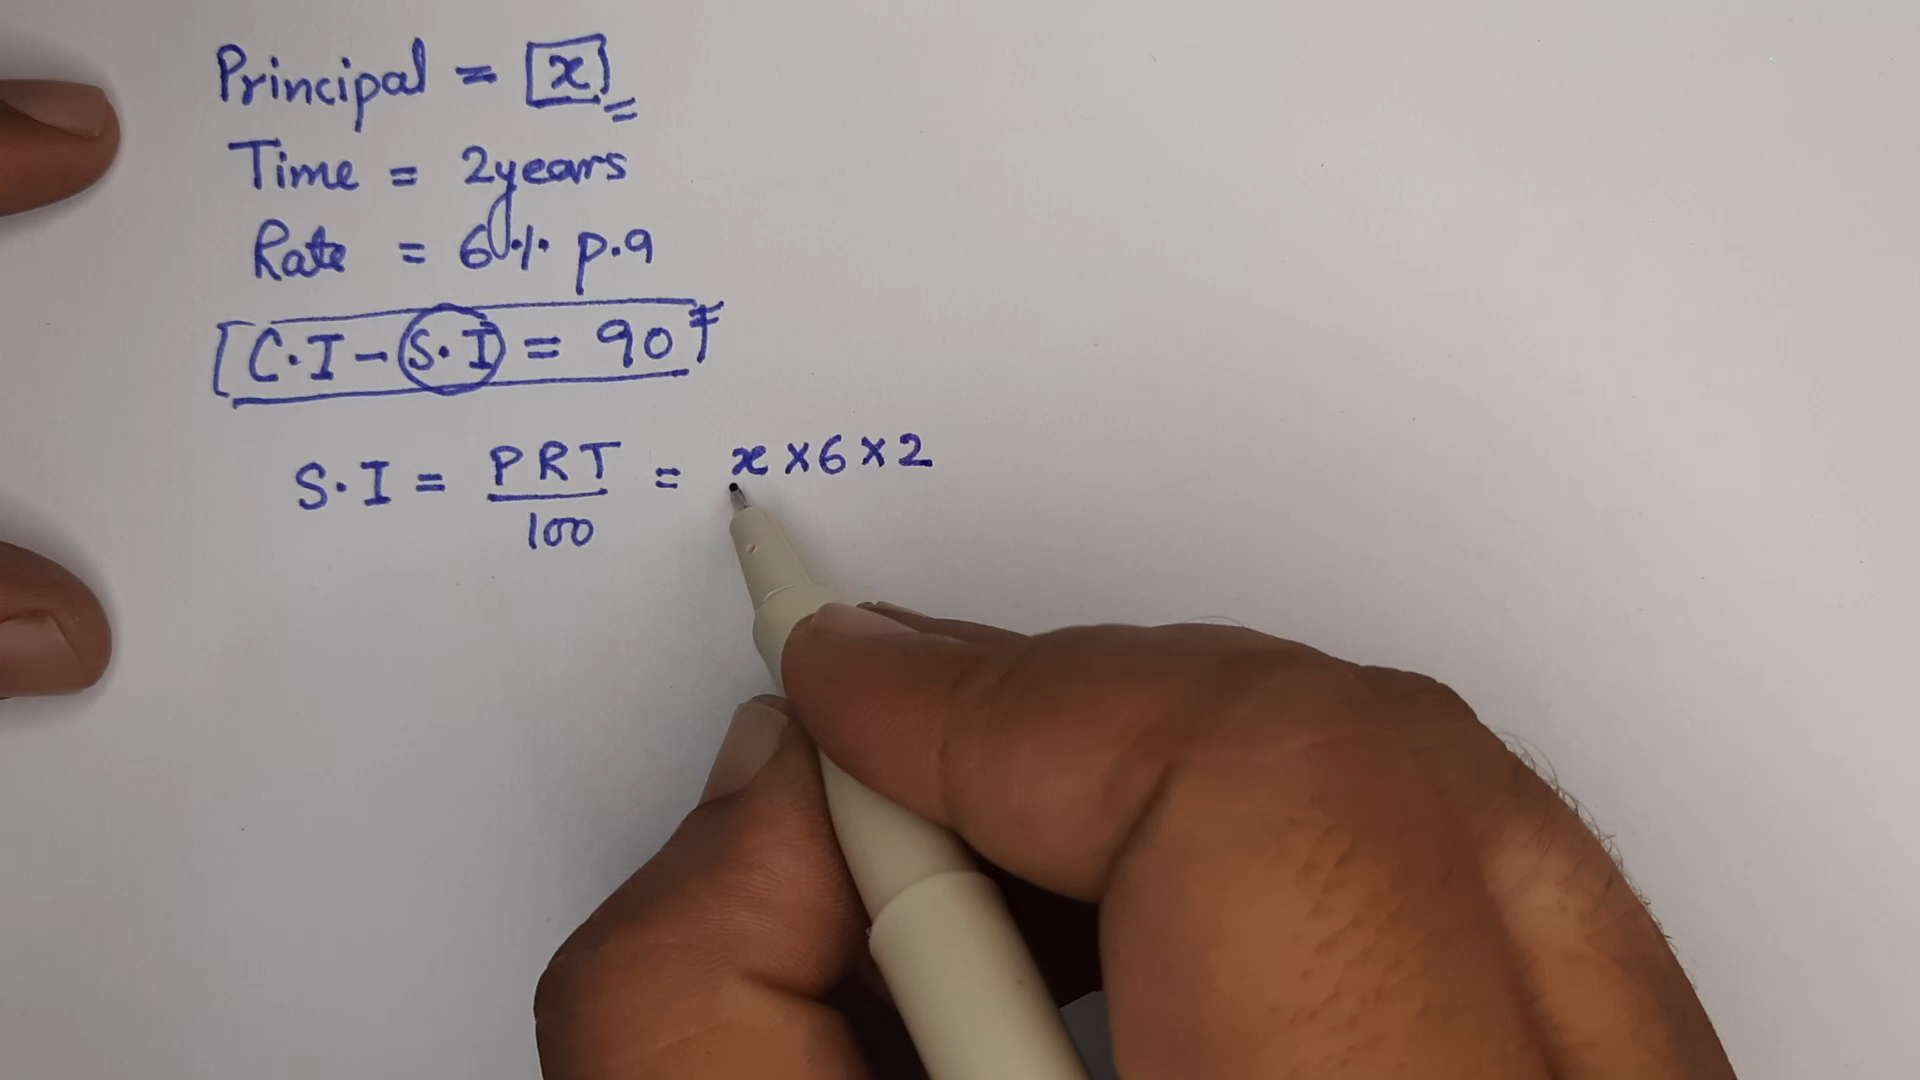 Principal = x
Time = 2years
Rate = 6% p.a
C.I - S.I = 90₹
S.I = PRT/100 = x×6×2